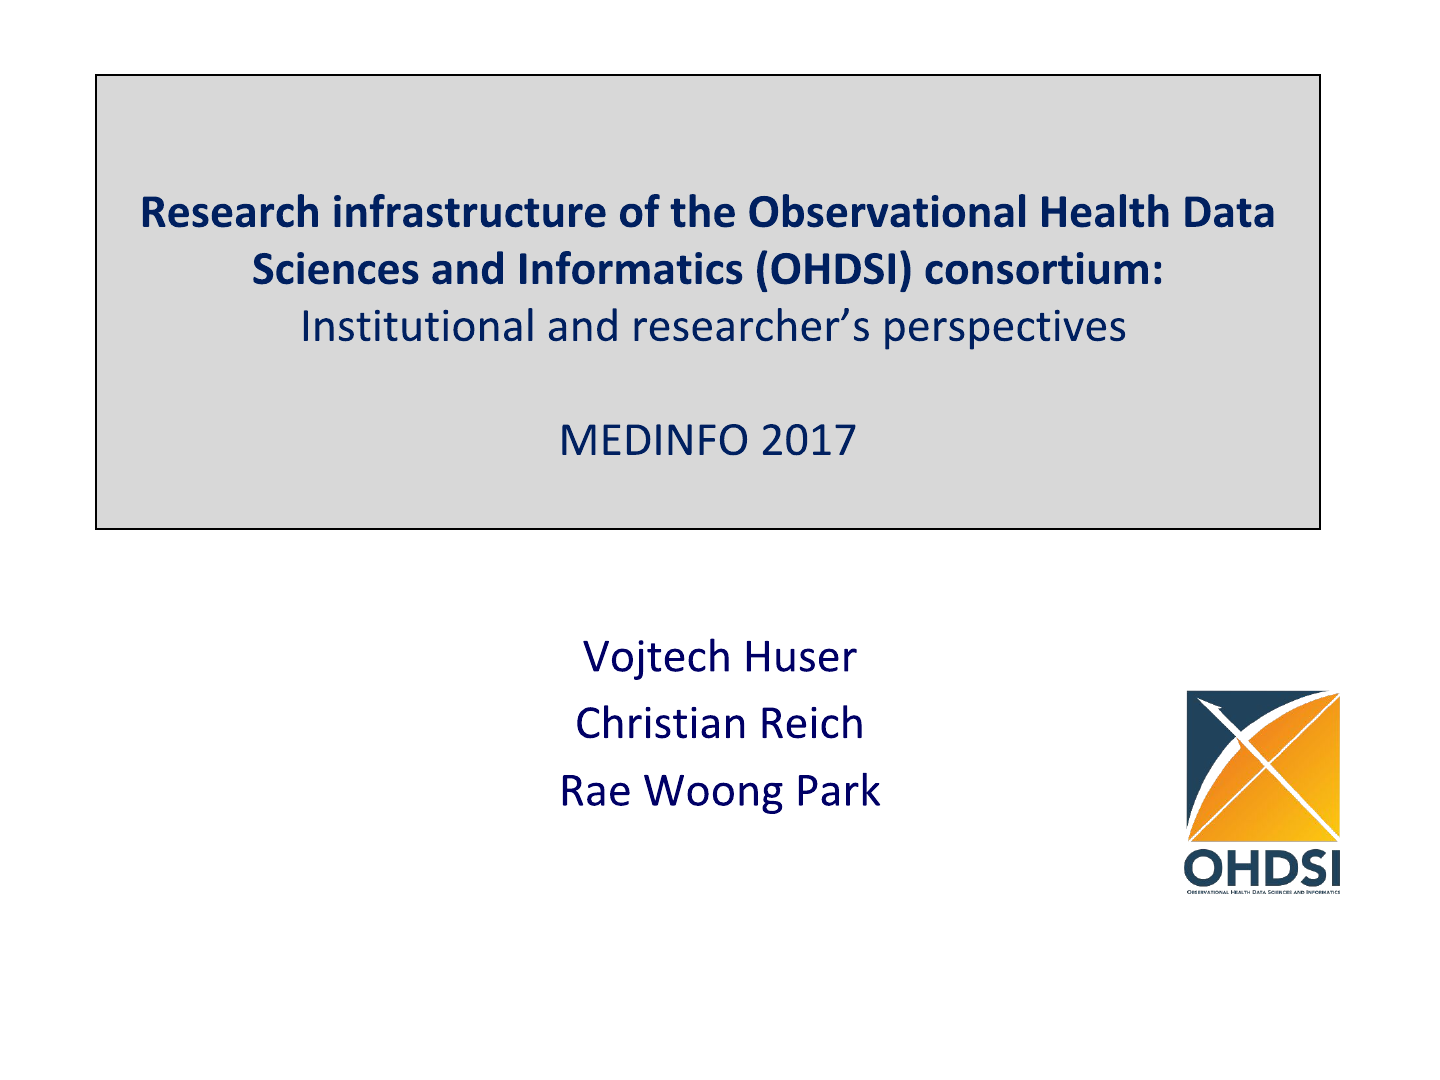 Research infrastructure of the Observational Health Data
Sciences and Informatics (OHDSI) consortium:
Institutional and researcher’s perspectives
MEDINFO 2017
Vojtech Huser
Christian Reich
Rae Woong Park
OHDSI
Observational Health Data Sciences and Informatics